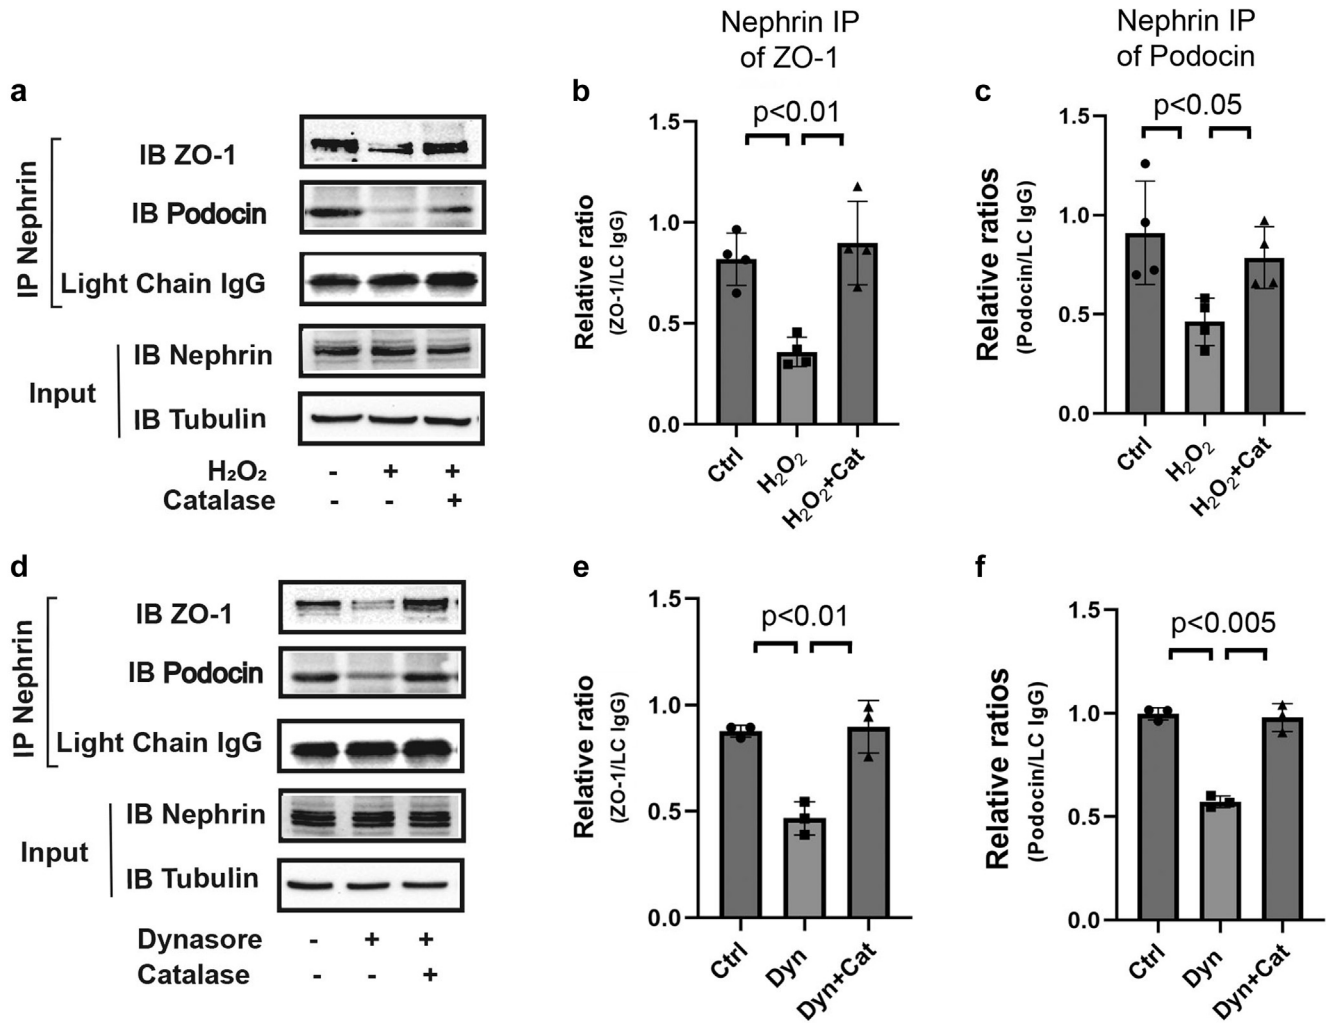 a
IP Nephrin
IB ZO-1
IB Podocin
Light Chain IgG
Input
IB Nephrin
IB Tubulin
H₂O₂ - + +
Catalase - - +
b
Nephrin IP
of ZO-1
p<0.01
Relative ratio
(ZO-1/LC IgG)
1.5
1.0
0.5
0.0
Ctrl
H₂O₂
H₂O₂+Cat
c
Nephrin IP
of Podocin
p<0.05
Relative ratios
(Podocin/LC IgG)
1.5
1.0
0.5
0.0
Ctrl
H₂O₂
H₂O₂+Cat
d
IP Nephrin
IB ZO-1
IB Podocin
Light Chain IgG
Input
IB Nephrin
IB Tubulin
Dynasore - + +
Catalase - - +
e
p<0.01
Relative ratio
(ZO-1/LC IgG)
1.5
1.0
0.5
0.0
Ctrl
Dyn
Dyn+Cat
f
p<0.005
Relative ratios
(Podocin/LC IgG)
1.5
1.0
0.5
0.0
Ctrl
Dyn
Dyn+Cat